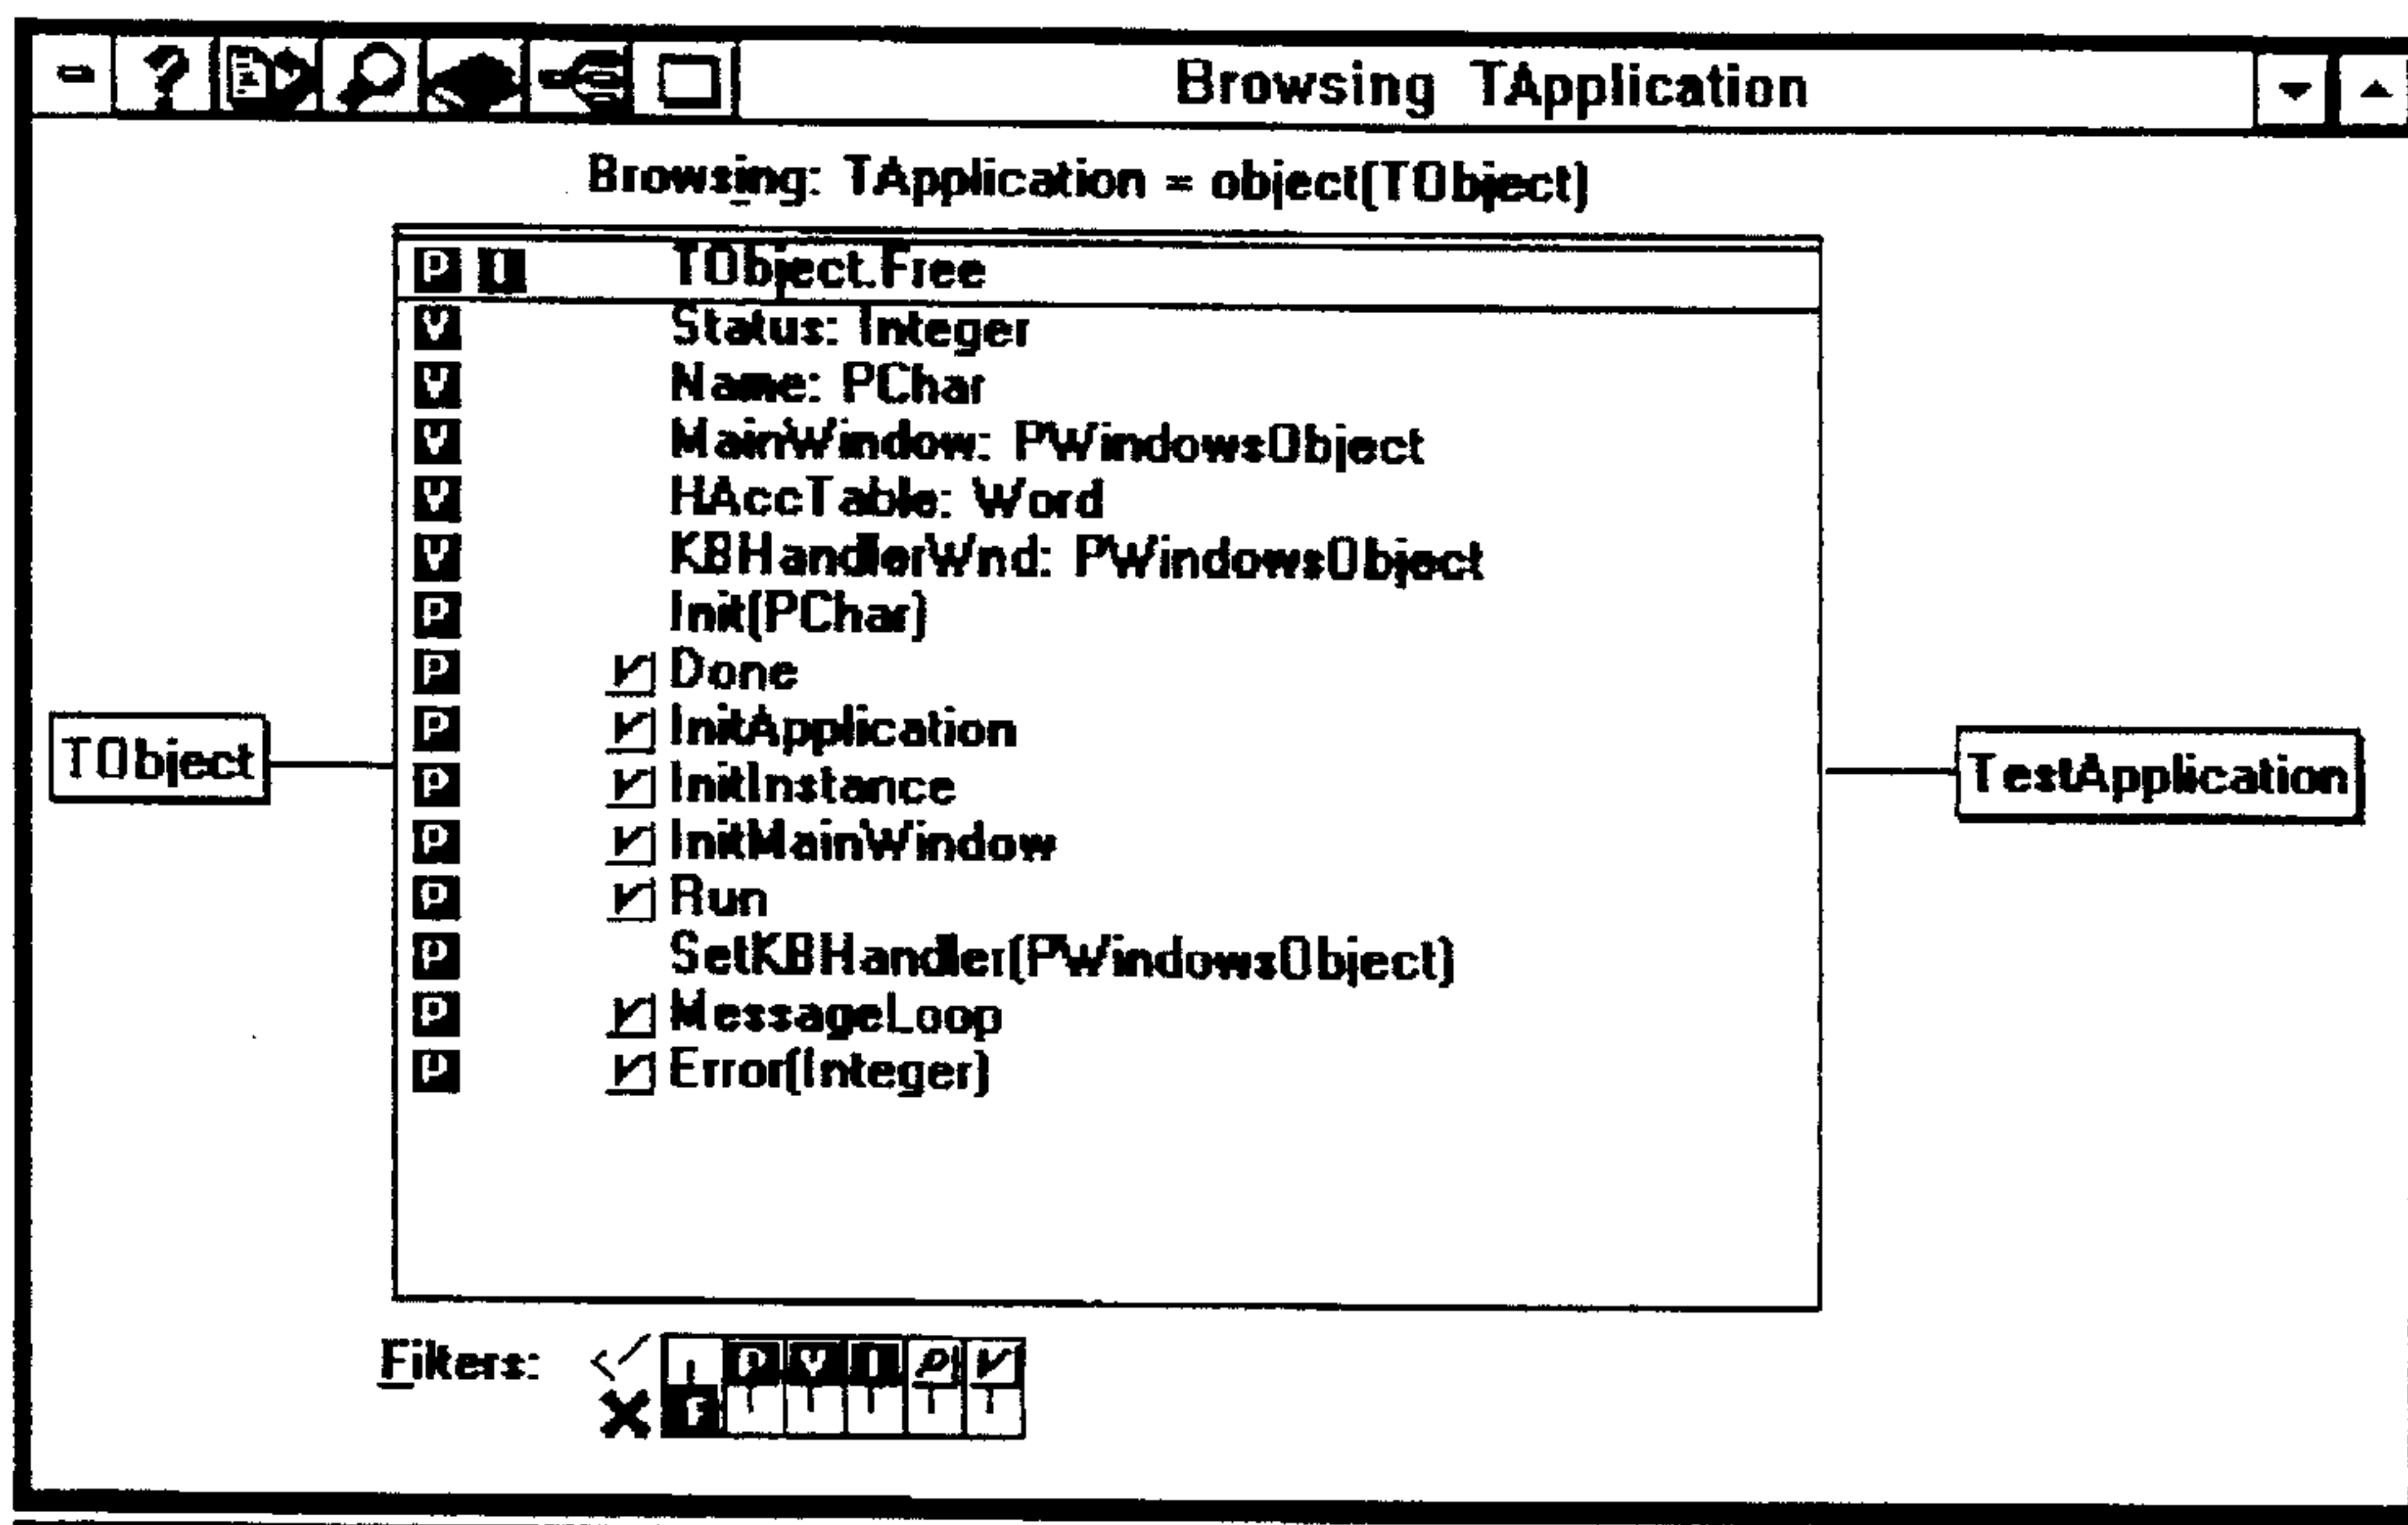 Browsing TApplication
Browsing: TApplication = object(TObject)
P I TObject.Free
V Status: Integer
V Name: PChar
V MainWindow: PWindowsObject
V HAccTable: Word
V KBHandlerWnd: PWindowsObject
P Init(PChar)
P Done
P InitApplication
P InitInstance
P InitMainWindow
P Run
P SetKBHandler(PWindowsObject)
P MessageLoop
P Error(Integer)
TObject
TestApplication
Filters: P V I
F